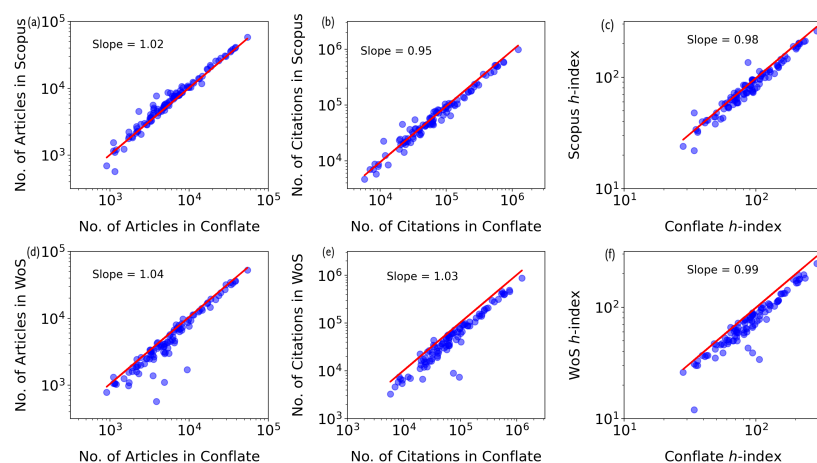 (a)
No. of Articles in Scopus
10^5
10^4
10^3
Slope = 1.02
10^3 10^4 10^5
No. of Articles in Conflate
(b)
No. of Citations in Scopus
10^6
10^5
10^4
Slope = 0.95
10^4 10^5 10^6
No. of Citations in Conflate
(c)
Scopus h-index
10^2
10^1
Slope = 0.98
10^1 10^2
Conflate h-index
(d)
No. of Articles in WoS
10^5
10^4
10^3
Slope = 1.04
10^3 10^4 10^5
No. of Articles in Conflate
(e)
No. of Citations in WoS
10^6
10^5
10^4
10^3
Slope = 1.03
10^3 10^4 10^5 10^6
No. of Citations in Conflate
(f)
WoS h-index
10^2
10^1
Slope = 0.99
10^1 10^2
Conflate h-index